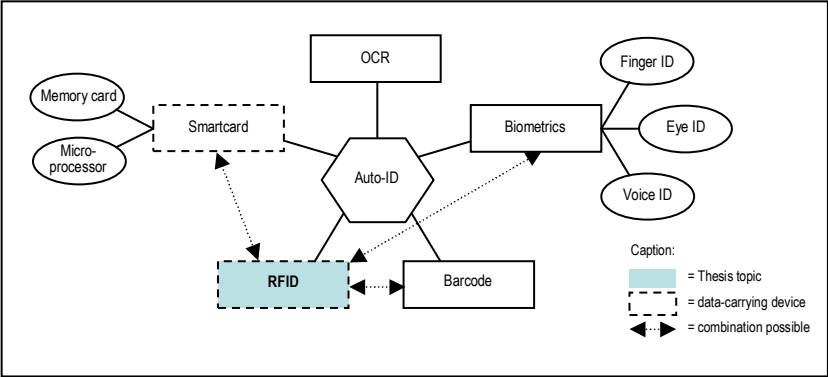 OCR
Finger ID
Memory card
Smartcard
Biometrics
Eye ID
Micro-
processor
Auto-ID
Voice ID
Caption:
RFID
Barcode
= Thesis topic
= data-carrying device
= combination possible